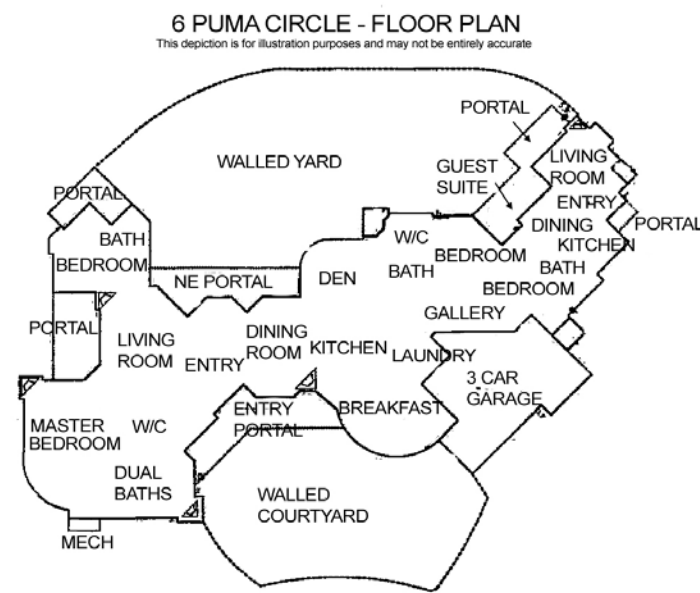 6 PUMA CIRCLE - FLOOR PLAN
This depiction is for illustration purposes and may not be entirely accurate
PORTAL
WALLED YARD
LIVING
ROOM
GUEST
SUITE
PORTAL
ENTRY
DINING
PORTAL
W/C
KITCHEN
BATH
BEDROOM
BEDROOM
BATH
DEN
BATH
NE PORTAL
BEDROOM
GALLERY
PORTAL
LIVING
ROOM
DINING
ROOM
KITCHEN
LAUNDRY
ENTRY
3 CAR
GARAGE
ENTRY
PORTAL
BREAKFAST
MASTER
BEDROOM
W/C
DUAL
BATHS
WALLED
COURTYARD
MECH